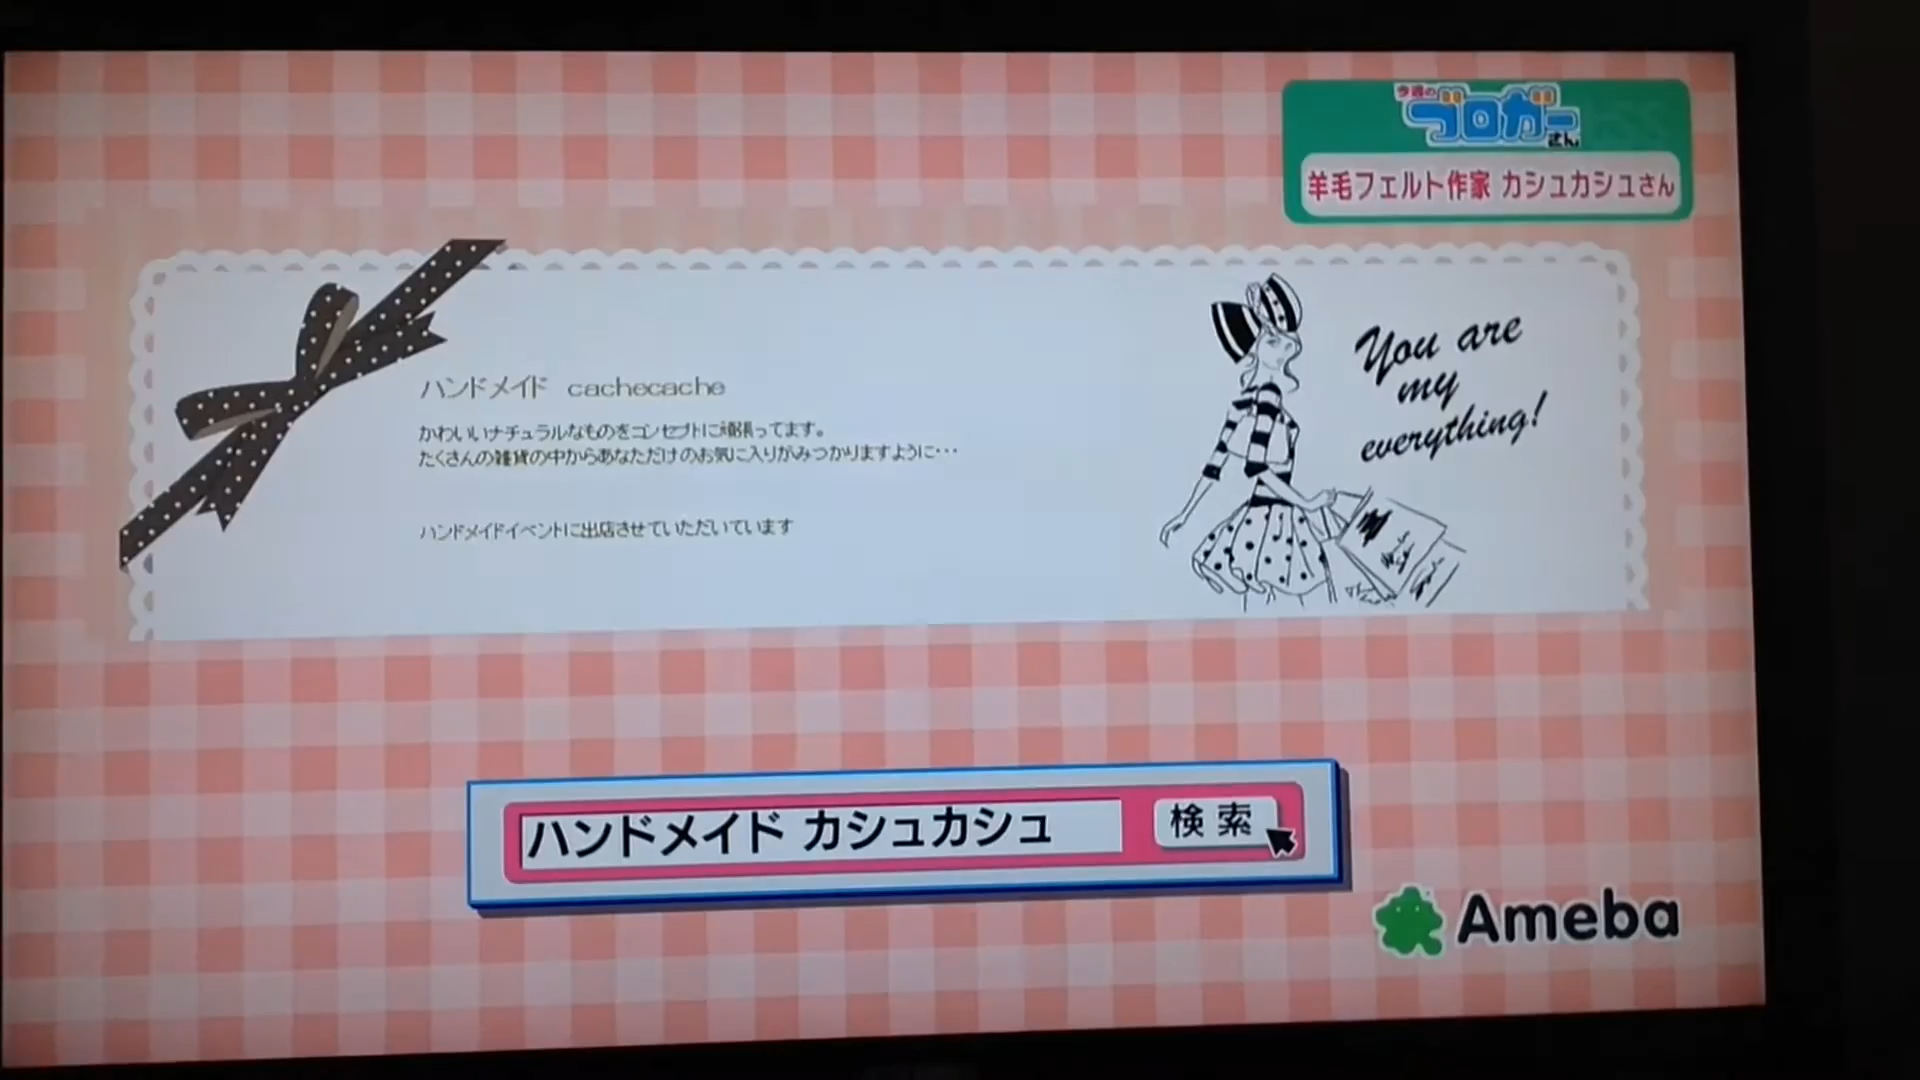 今週の
ブロガー
さん
羊毛フェルト作家 カシュカシュさん
ハンドメイド cachecache
かわいいナチュラルなものをコンセプトに頑張ってます。
たくさんの雑貨の中からあなただけのお気に入りがみつかりますように・・・
ハンドメイドイベントに出店させていただいています
You are
my
everything!
ハンドメイド カシュカシュ
検索
Ameba